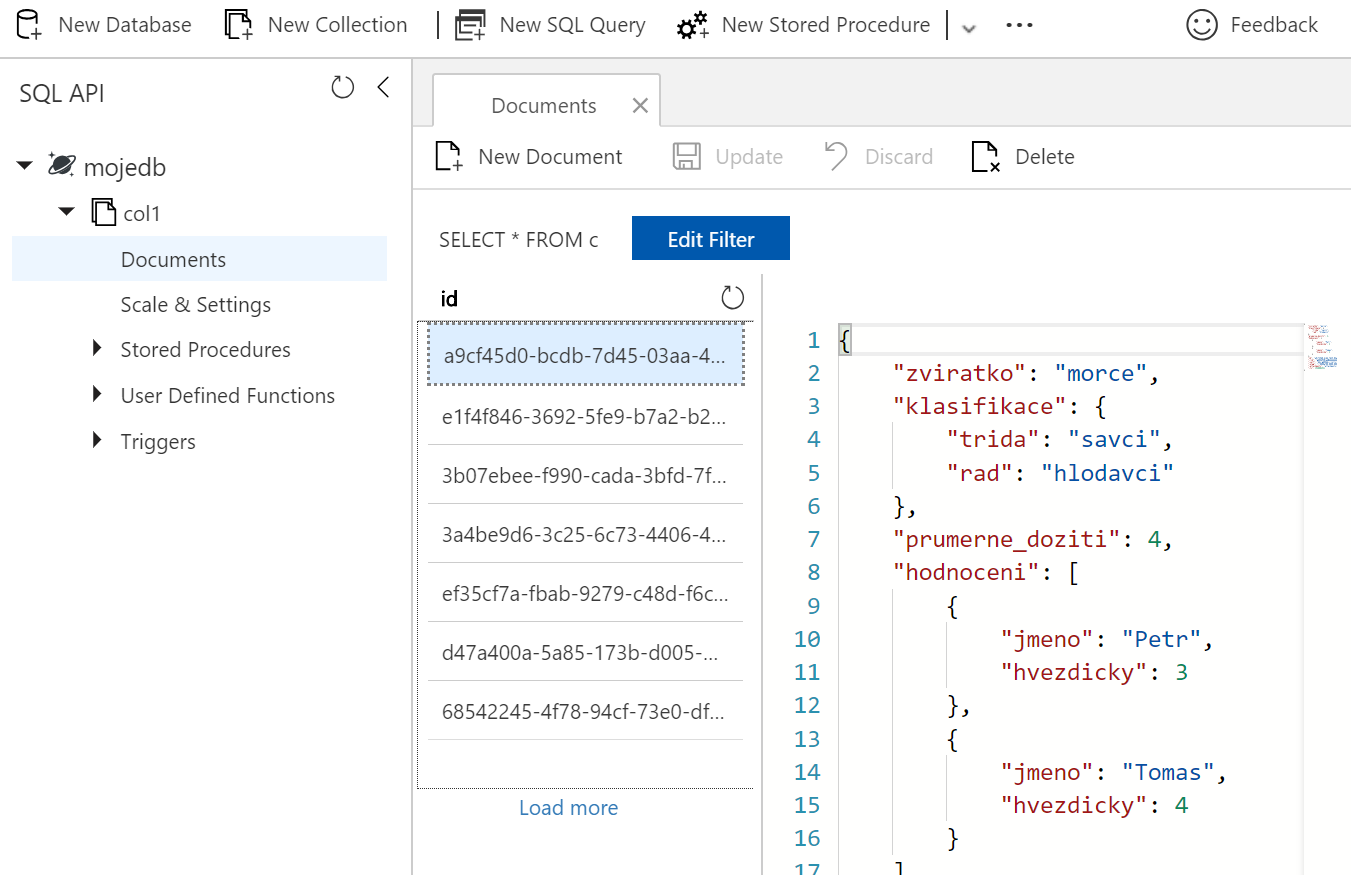 New Database New Collection New SQL Query New Stored Procedure ... Feedback
SQL API
mojedb
col1
Documents
Scale & Settings
Stored Procedures
User Defined Functions
Triggers
Documents
New Document Update Discard Delete
SELECT * FROM c Edit Filter
id
a9cf45d0-bcdb-7d45-03aa-4...
e1f4f846-3692-5fe9-b7a2-b2...
3b07ebee-f990-cada-3bfd-7f...
3a4be9d6-3c25-6c73-4406-4...
ef35cf7a-fbab-9279-c48d-f6c...
d47a400a-5a85-173b-d005-...
68542245-4f78-94cf-73e0-df...
Load more
1 {
2 "zviratko": "morce",
3 "klasifikace": {
4 "trida": "savci",
5 "rad": "hlodavci"
6 },
7 "prumerne_doziti": 4,
8 "hodnoceni": [
9 {
10 "jmeno": "Petr",
11 "hvezdicky": 3
12 },
13 {
14 "jmeno": "Tomas",
15 "hvezdicky": 4
16 }
17 ]